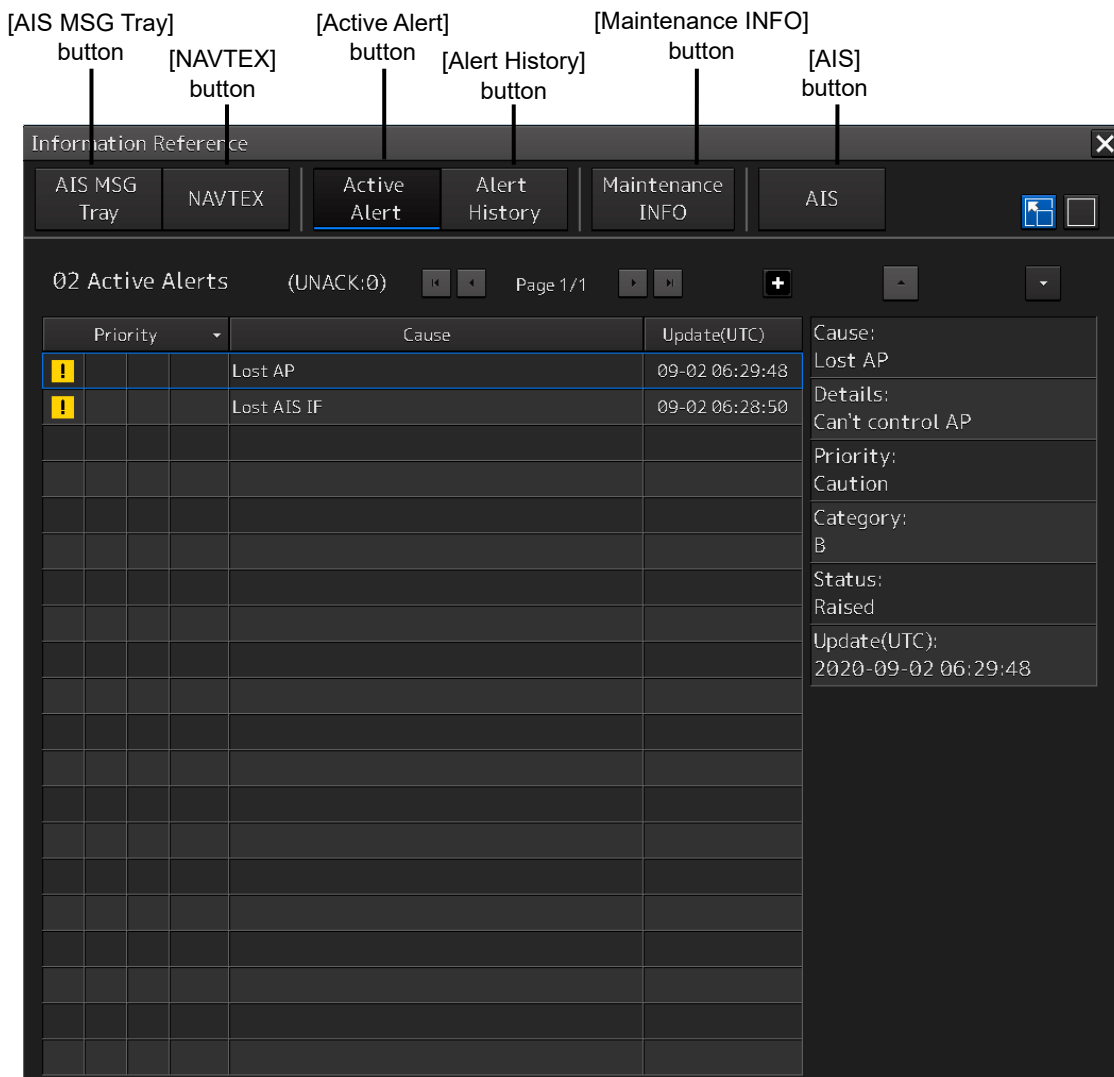 [AIS MSG Tray]
button
[NAVTEX]
button
[Active Alert]
button
[Alert History]
button
[Maintenance INFO]
button
[AIS]
button
Information Reference
AIS MSG
Tray
NAVTEX
Active
Alert
Alert
History
Maintenance
INFO
AIS
02 Active Alerts (UNACK:0) Page 1/1
Priority Cause Update(UTC)
! Lost AP 09-02 06:29:48
! Lost AIS IF 09-02 06:28:50
Cause:
Lost AP
Details:
Can't control AP
Priority:
Caution
Category:
B
Status:
Raised
Update(UTC):
2020-09-02 06:29:48